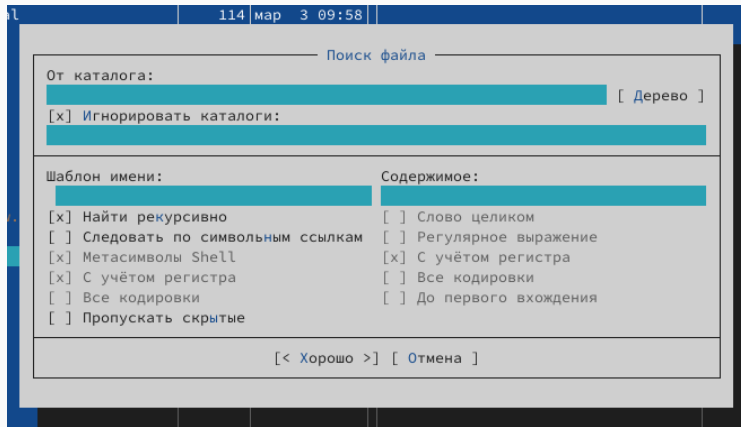 al 114 мар 3 09:58
Поиск файла
От каталога:
[ Дерево ]
[x] Игнорировать каталоги:
Шаблон имени: Содержимое:
[x] Найти рекурсивно [ ] Слово целиком
[ ] Следовать по символьным ссылкам [ ] Регулярное выражение
[x] Метасимволы Shell [x] С учётом регистра
[x] С учётом регистра [ ] Все кодировки
[ ] Все кодировки [ ] До первого вхождения
[ ] Пропускать скрытые
[< Хорошо >] [ Отмена ]